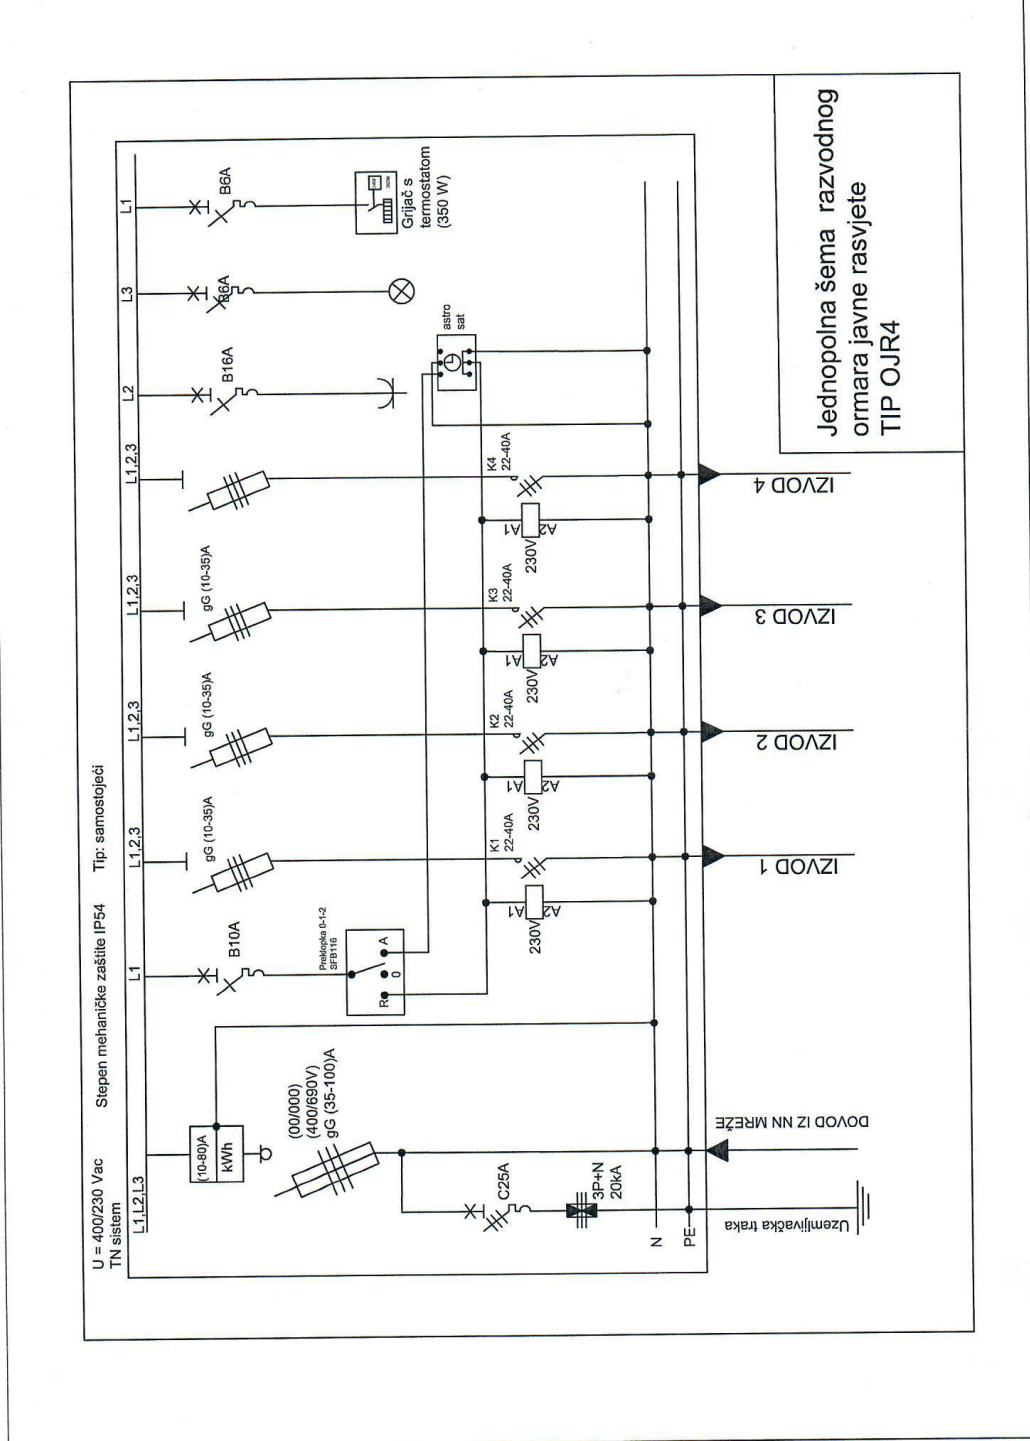 U = 400/230 Vac
TN sistem
Stepen mehaničke zaštite IP54
Tip: samostojeći
L1,L2,L3
L1
L1,2,3
L1,2,3
L1,2,3
L1,2,3
L2
L3
L1
(10-80)A
kWh
(00/000)
(400/690V)
gG (35-100)A
B10A
gG (10-35)A
gG (10-35)A
gG (10-35)A
B16A
B6A
B6A
Preklopka 0-1-2
SFB116
R
0
A
Grijač s
termostatom
(350 W)
astro
sat
K1
22-40A
K2
22-40A
K3
22-40A
K4
22-40A
A1
A2
230V
A1
A2
230V
A1
A2
230V
A1
A2
230V
C25A
3P+N
20kA
N
PE
Uzemljivačka traka
DOVOD IZ NN MREŽE
IZVOD 1
IZVOD 2
IZVOD 3
IZVOD 4
Jednopolna šema razvodnog
ormara javne rasvjete
TIP OJR4